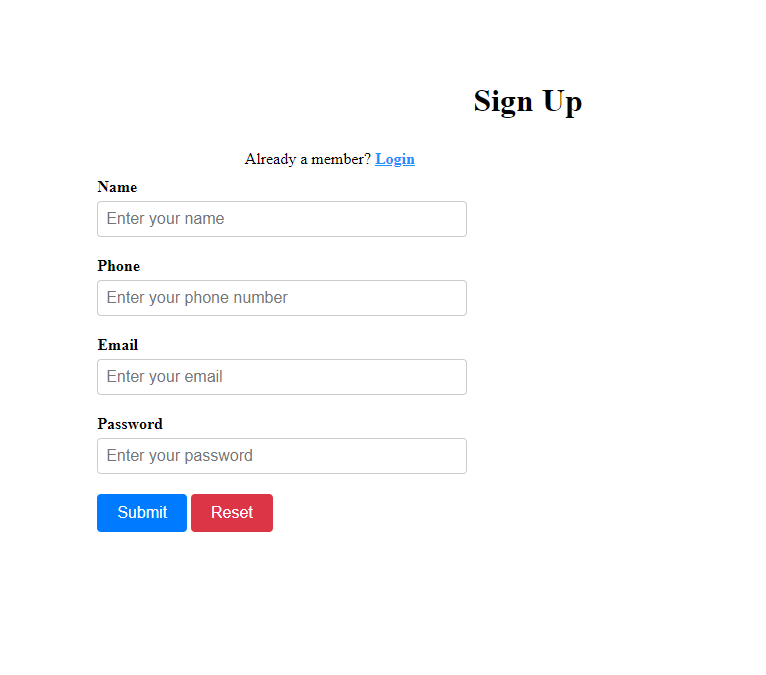 Sign Up
Already a member? Login
Name
Enter your name
Phone
Enter your phone number
Email
Enter your email
Password
Enter your password
Submit Reset